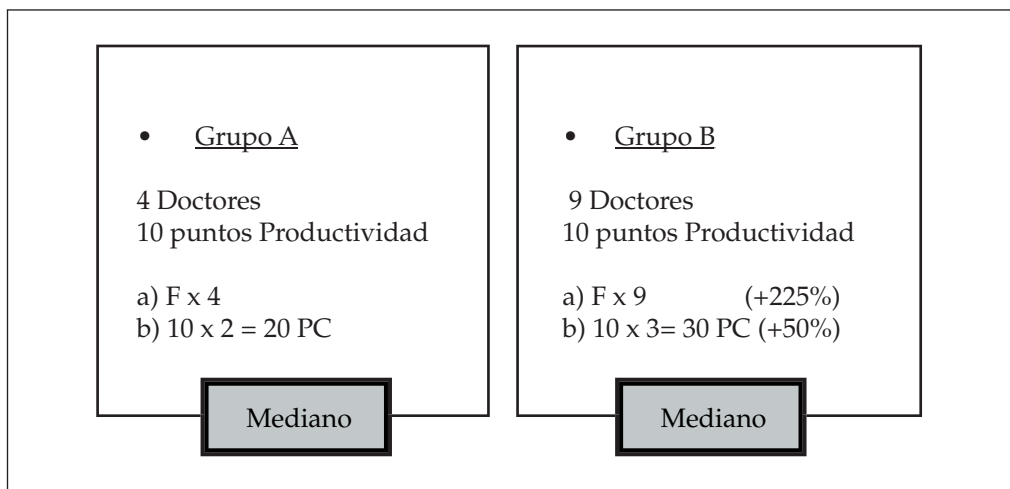 • Grupo A
4 Doctores
10 puntos Productividad
a) F x 4
b) 10 x 2 = 20 PC
Mediano
• Grupo B
9 Doctores
10 puntos Productividad
a) F x 9 (+225%)
b) 10 x 3= 30 PC (+50%)
Mediano